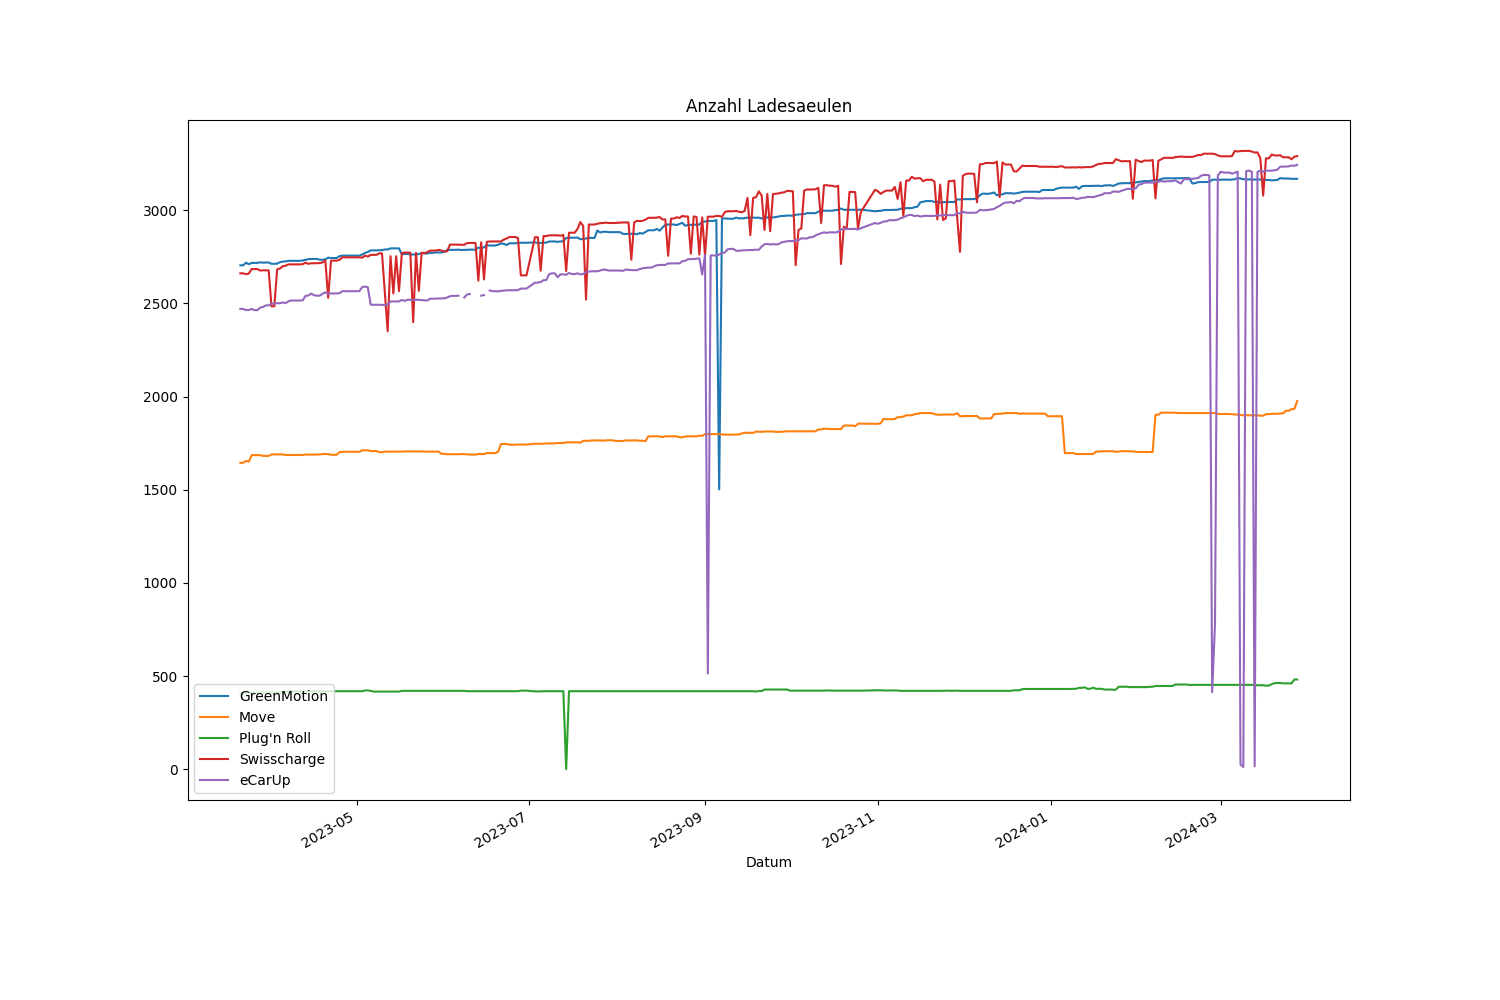 Anzahl Ladesaeulen
3000
2500
2000
1500
1000
500
0
GreenMotion
Move
Plug'n Roll
Swisscharge
eCarUp
2023-05
2023-07
2023-09
2023-11
2024-01
2024-03
Datum